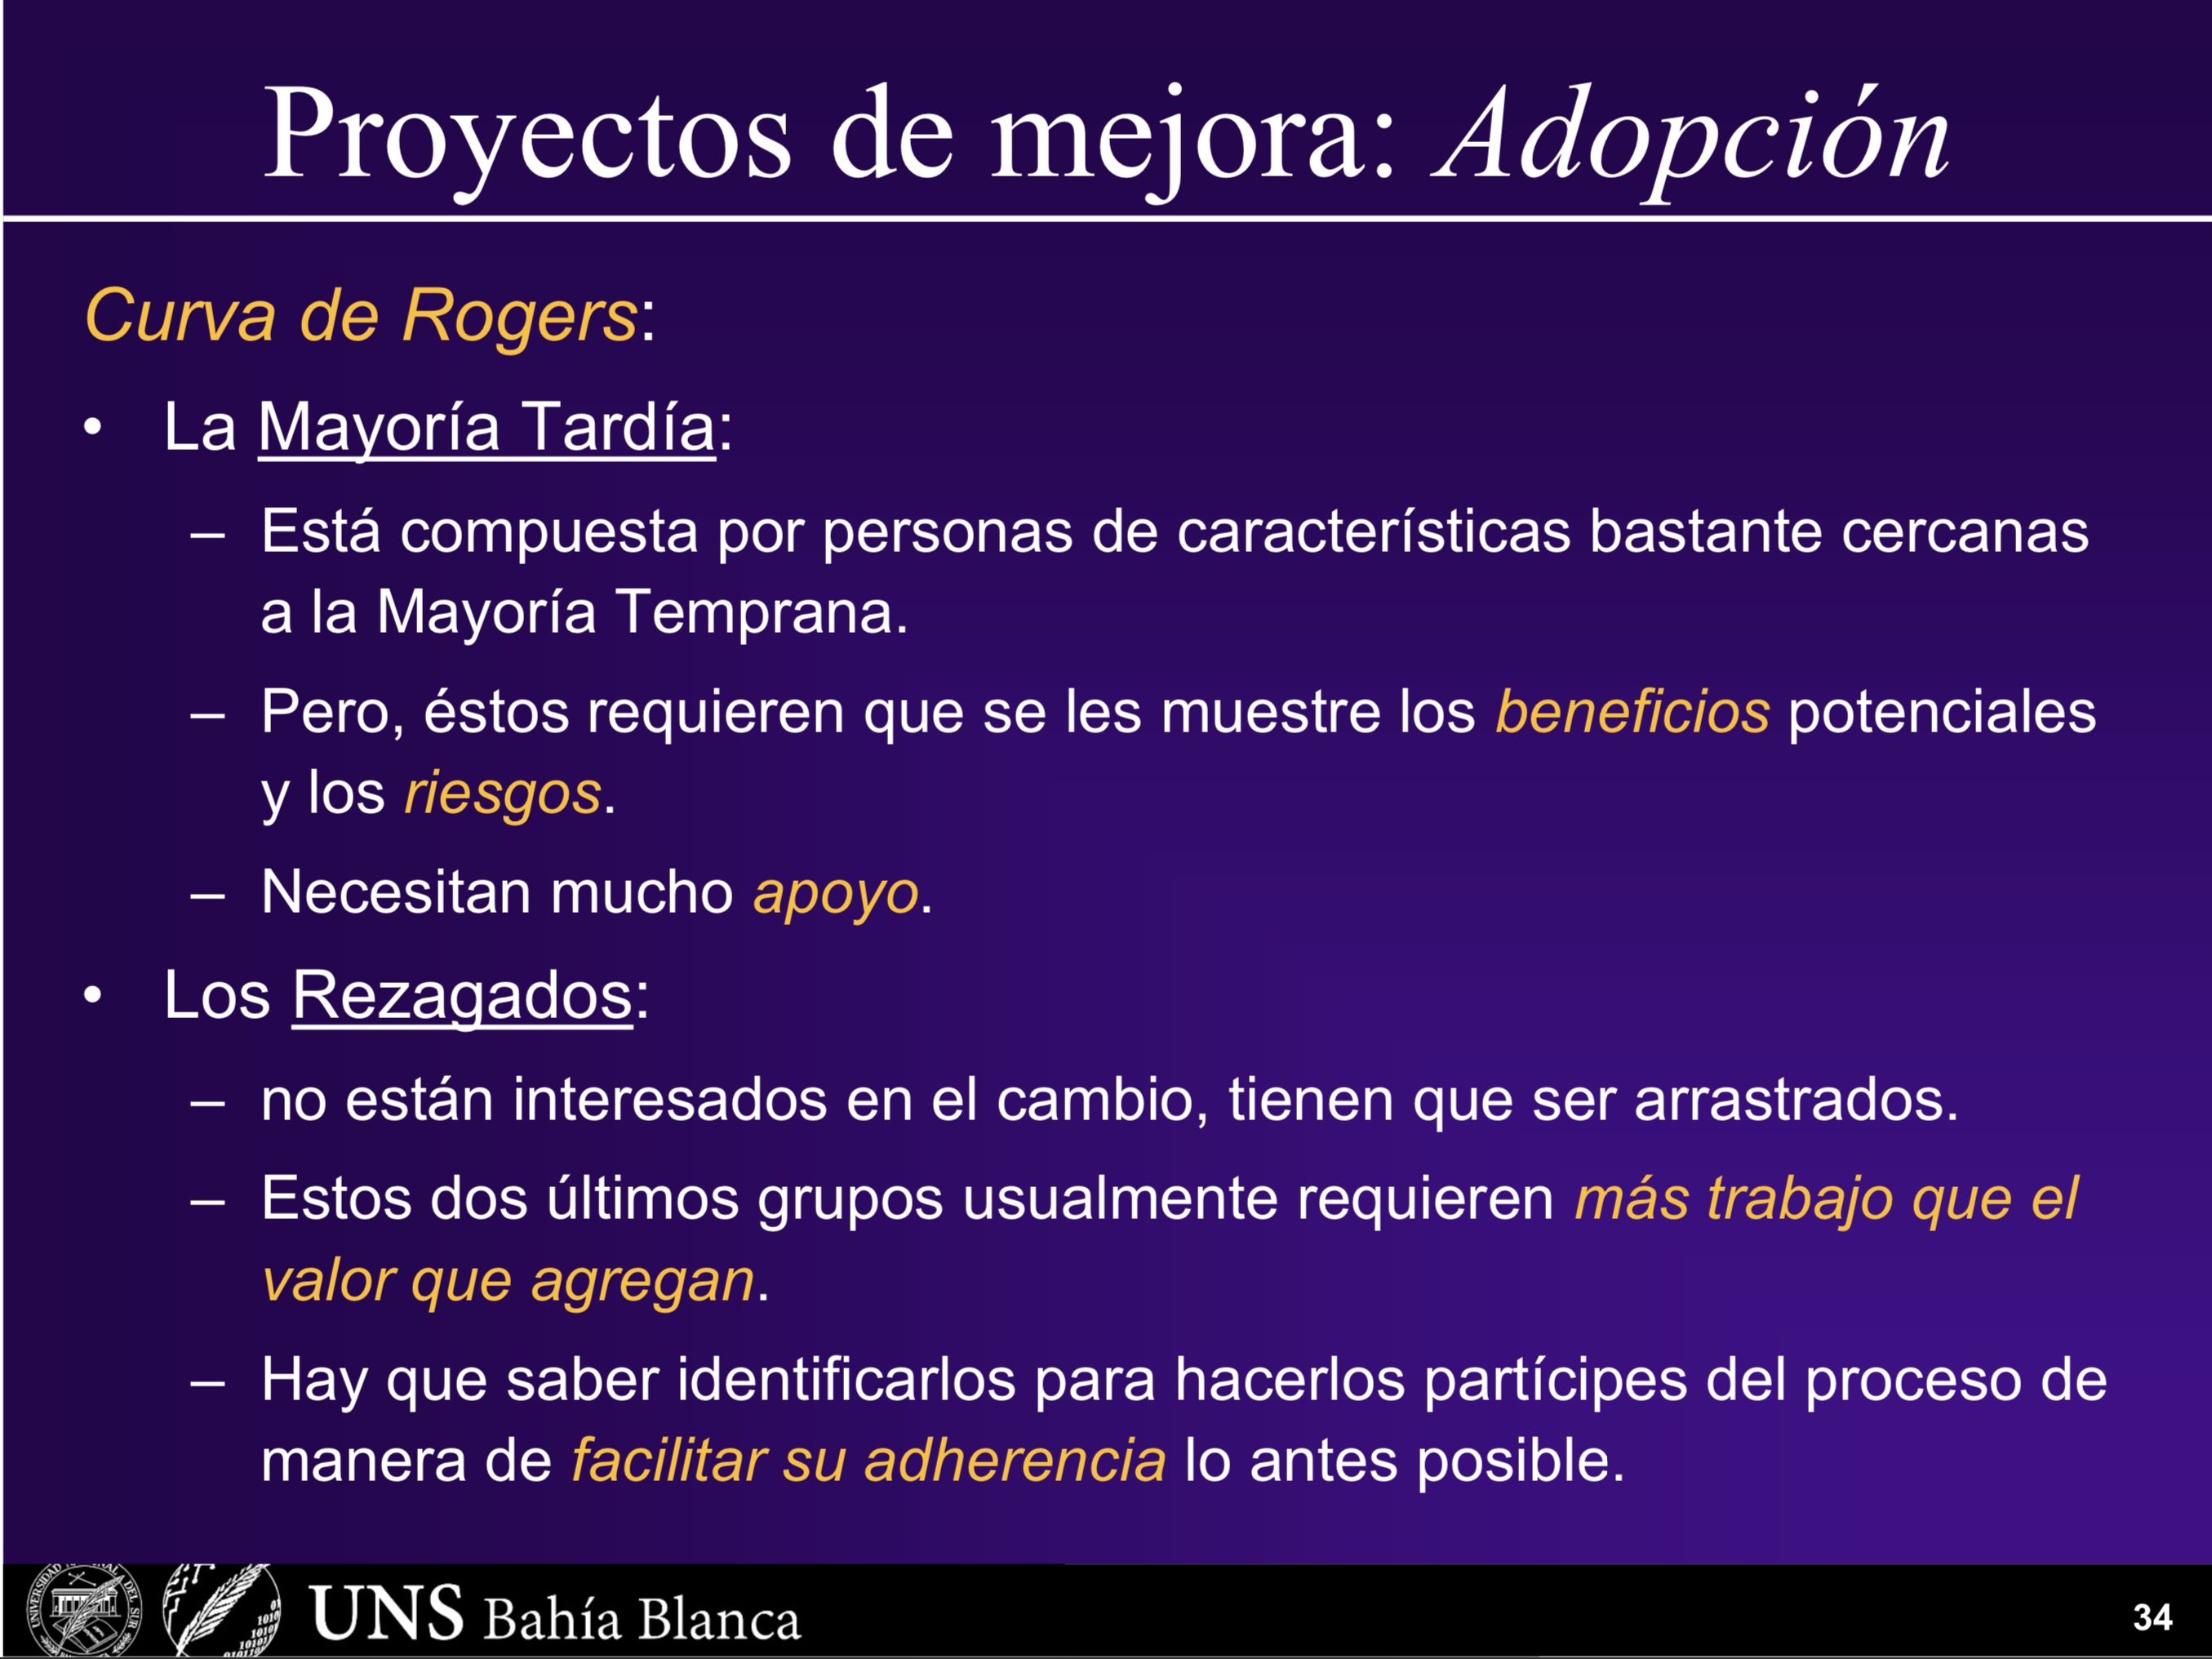 Proyectos de mejora: Adopción
Curva de Rogers:
• La Mayoría Tardía:
– Está compuesta por personas de características bastante cercanas
a la Mayoría Temprana.
– Pero, éstos requieren que se les muestre los beneficios potenciales
y los riesgos.
– Necesitan mucho apoyo.
• Los Rezagados:
– no están interesados en el cambio, tienen que ser arrastrados.
– Estos dos últimos grupos usualmente requieren más trabajo que el
valor que agregan.
– Hay que saber identificarlos para hacerlos partícipes del proceso de
manera de facilitar su adherencia lo antes posible.
UNS Bahía Blanca
34